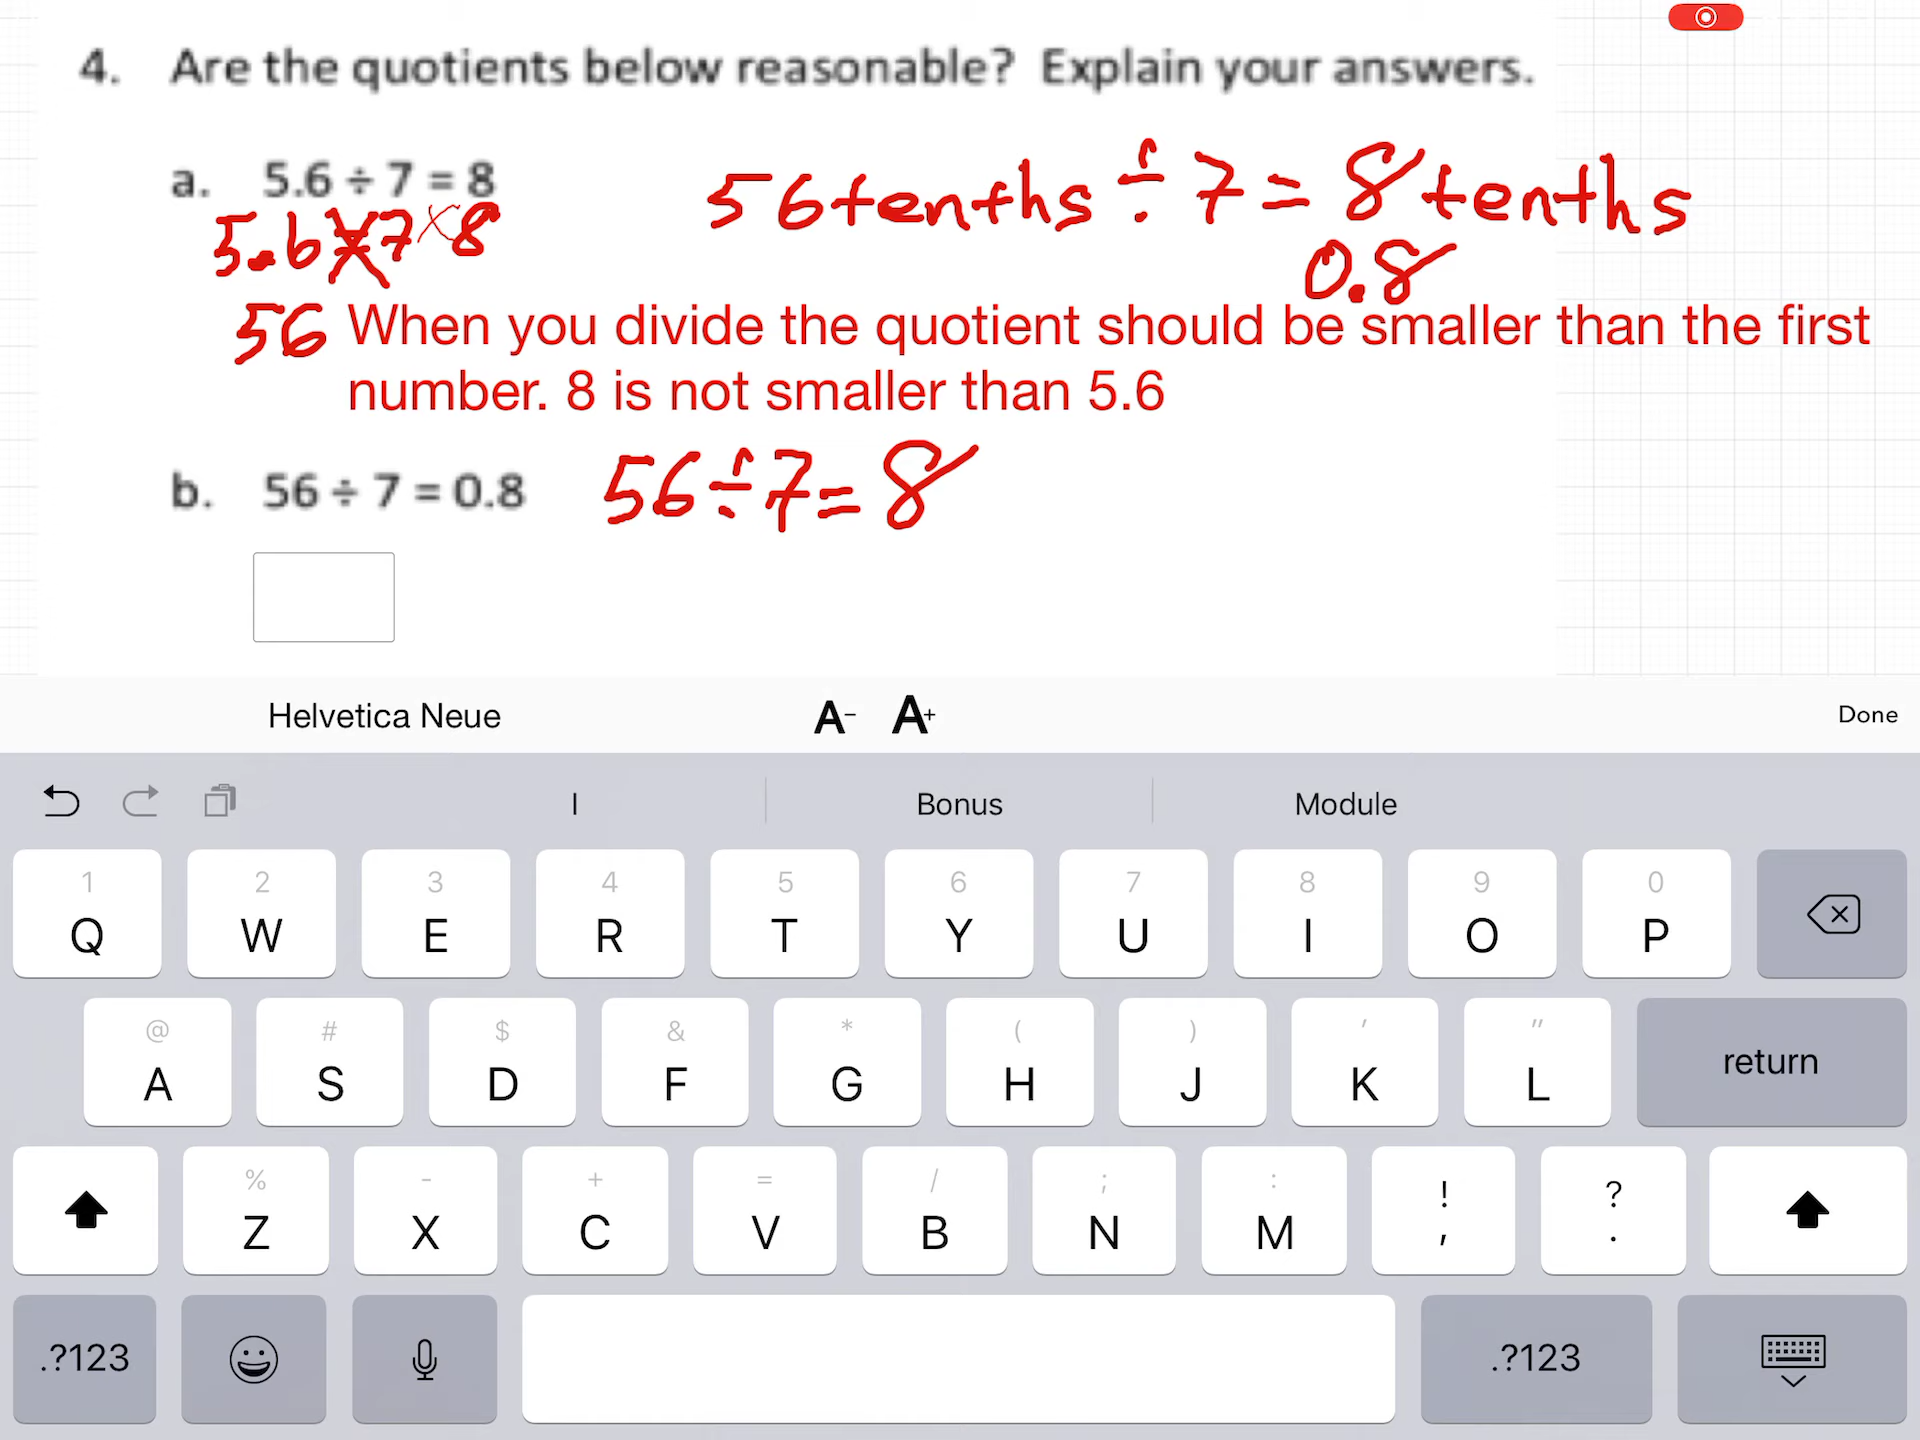 4. Are the quotients below reasonable? Explain your answers.
a. 5.6 ÷ 7 = 8
56 tenths ÷ 7 = 8 tenths
5.6 7 × 8
0.8
56
When you divide the quotient should be smaller than the first
number. 8 is not smaller than 5.6
b. 56 ÷ 7 = 0.8
56 ÷ 7 = 8
Helvetica Neue A- A+ Done
I Bonus Module
1 2 3 4 5 6 7 8 9 0
Q W E R T Y U I O P
@ # $ & * ( ) ' "
A S D F G H J K L return
% - + = / ; : ! ?
Z X C V B N M , .
.?123 .?123